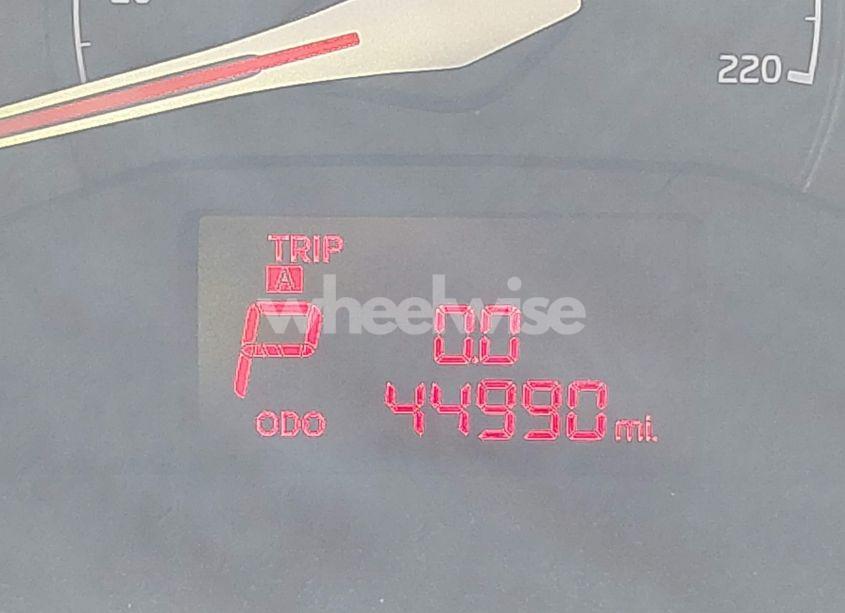 220
TRIP
A
wheelwise
P 0.0
44990 mi.
ODO